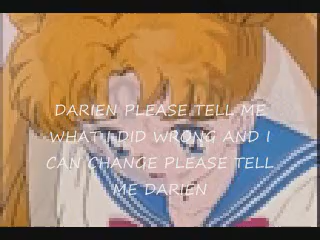 DARIEN PLEASE TELL ME
WHAT I DID WRONG AND I
CAN CHANGE PLEASE TELL
ME DARIEN